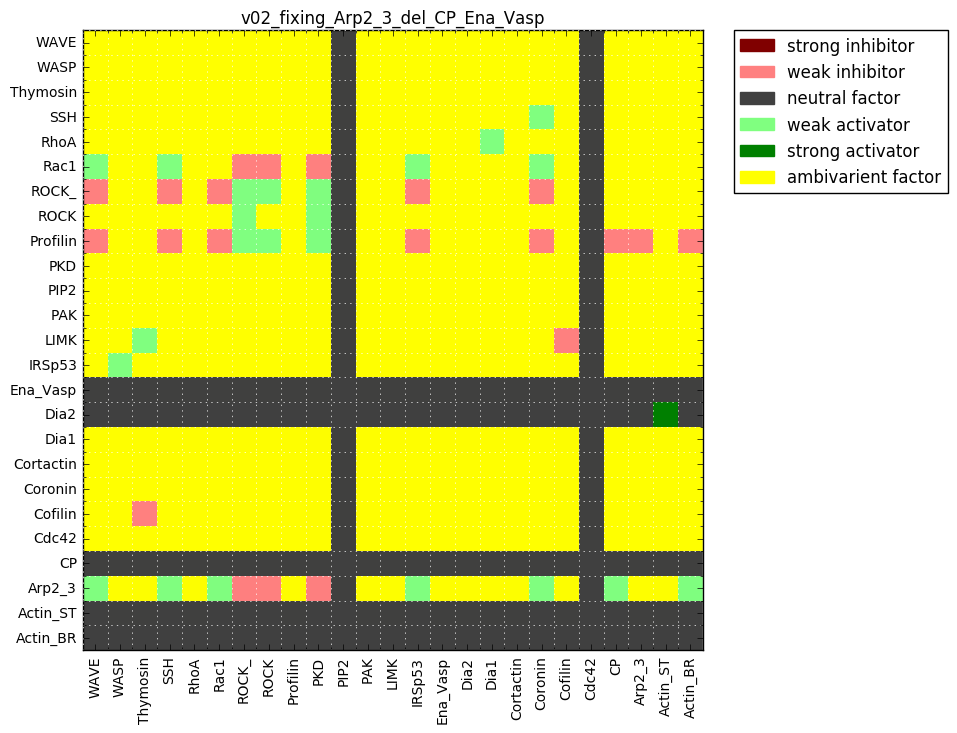 v02_fixing_Arp2_3_del_CP_Ena_Vasp
WAVE
WASP
Thymosin
SSH
RhoA
Rac1
ROCK_
ROCK
Profilin
PKD
PIP2
PAK
LIMK
IRSp53
Ena_Vasp
Dia2
Dia1
Cortactin
Coronin
Cofilin
Cdc42
CP
Arp2_3
Actin_ST
Actin_BR
WAVE
WASP
Thymosin
SSH
RhoA
Rac1
ROCK_
ROCK
Profilin
PKD
PIP2
PAK
LIMK
IRSp53
Ena_Vasp
Dia2
Dia1
Cortactin
Coronin
Cofilin
Cdc42
CP
Arp2_3
Actin_ST
Actin_BR
strong inhibitor
weak inhibitor
neutral factor
weak activator
strong activator
ambivarient factor